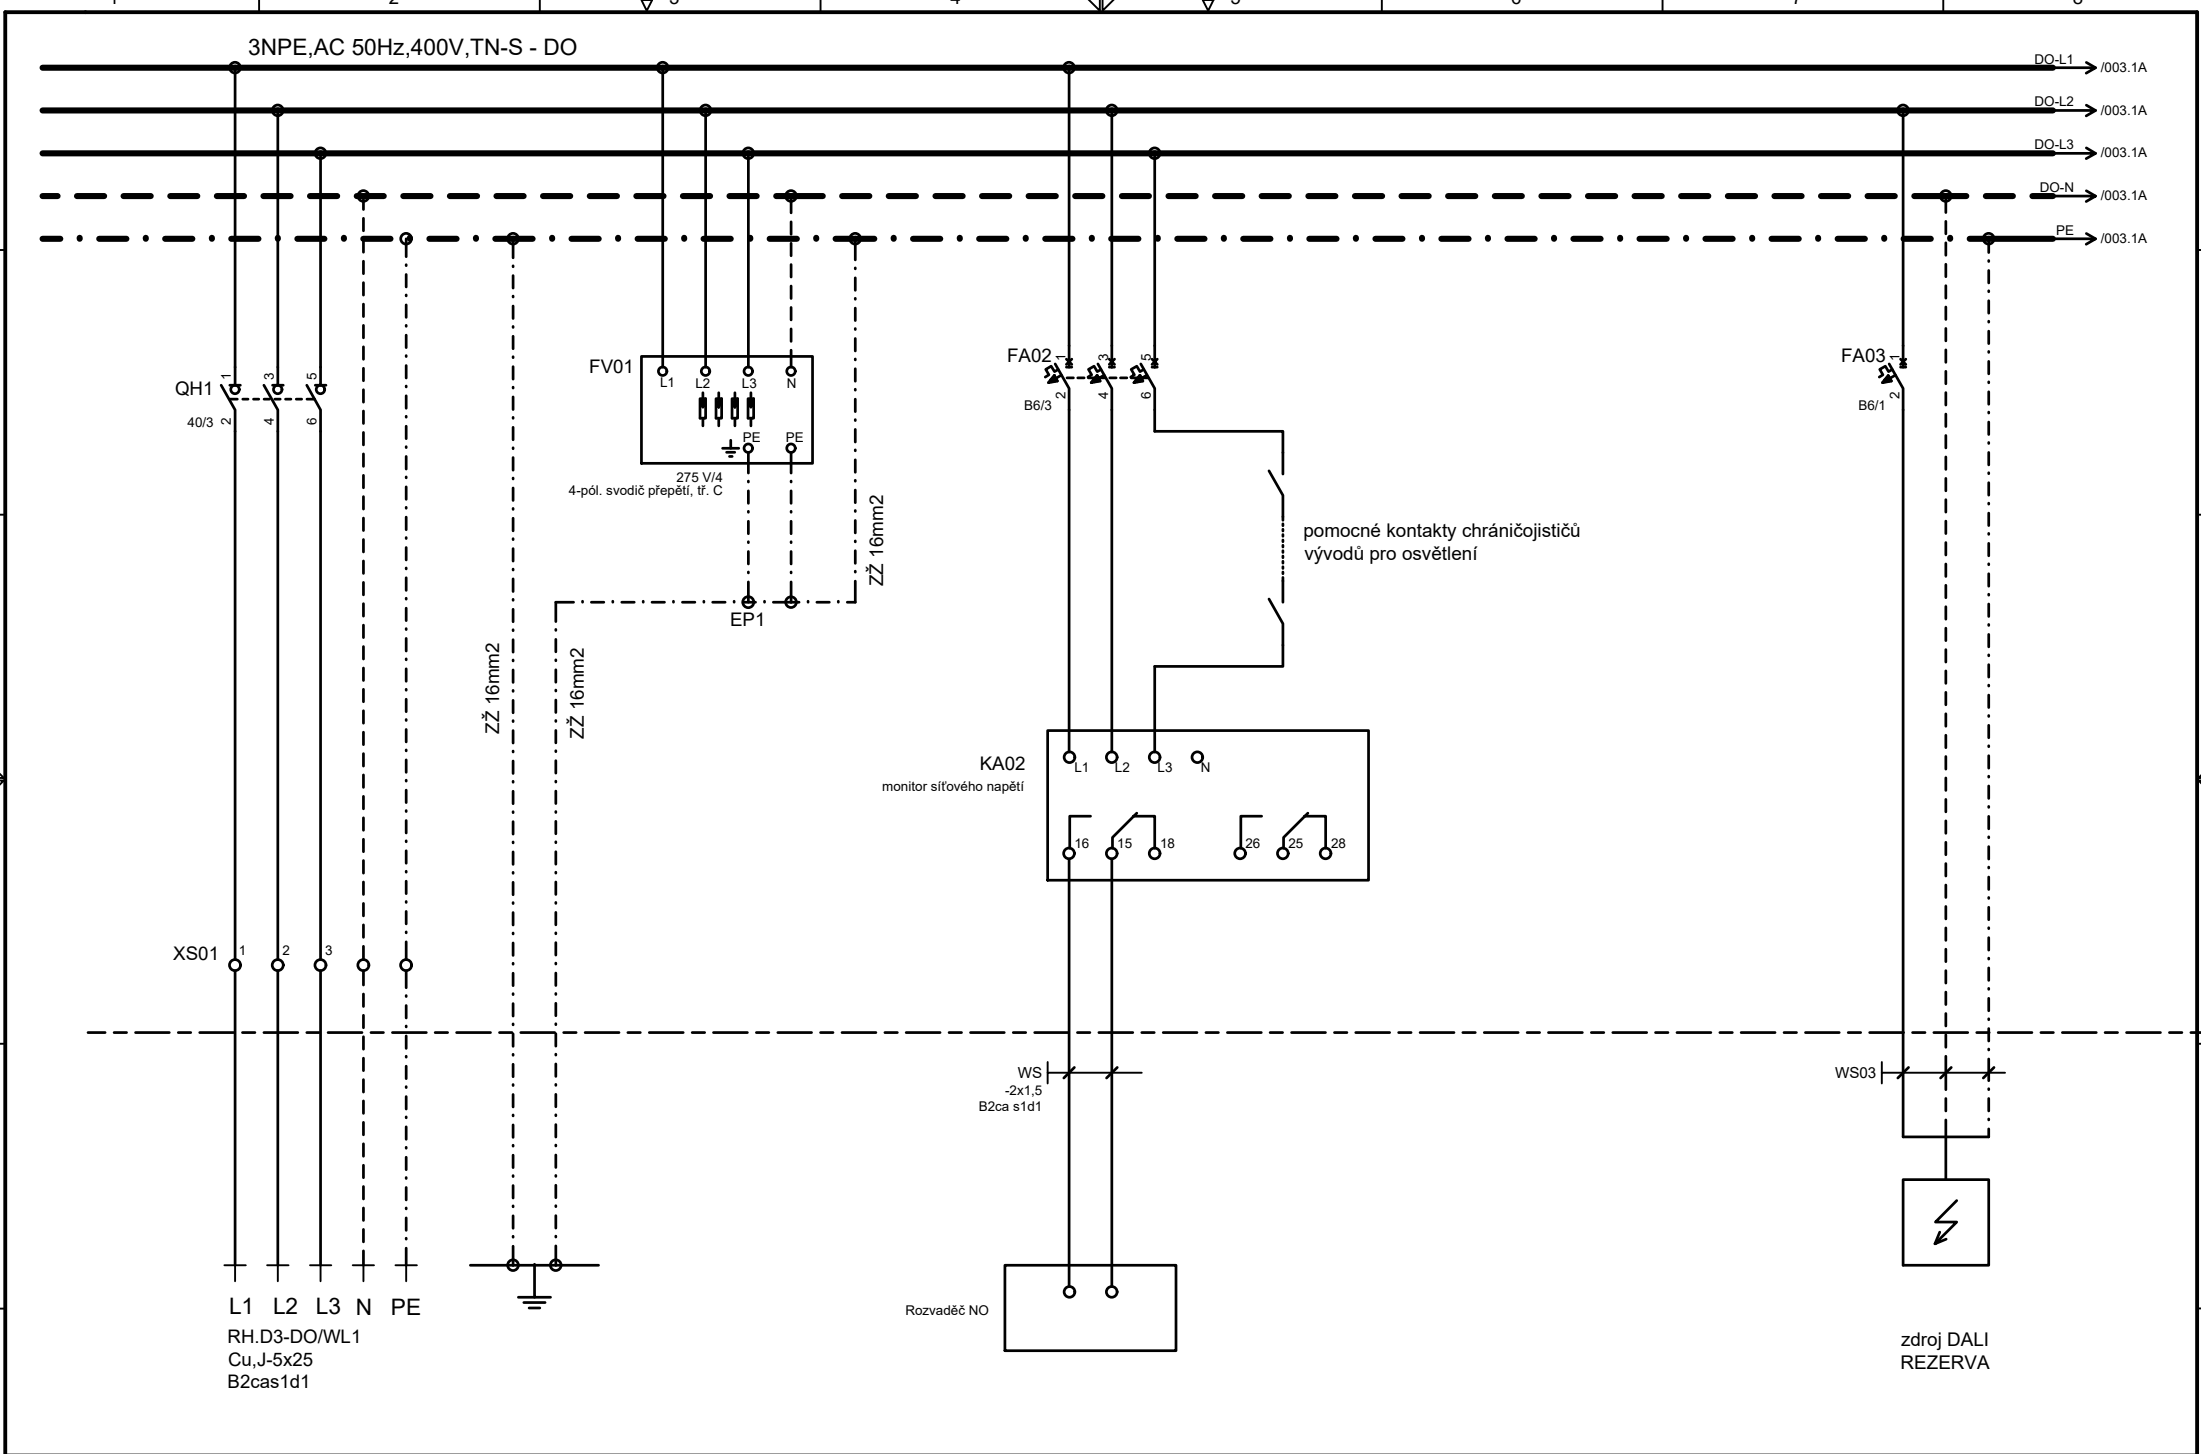 3NPE,AC 50Hz,400V,TN-S - DO
DO-L1
/003.1A
DO-L2
/003.1A
DO-L3
/003.1A
DO-N
/003.1A
PE
/003.1A
QH1
40/3
1
3
5
2
4
6
FV01
L1
L2
L3
N
PE
PE
275 V/4
4-pól. svodič přepětí, tř. C
EP1
ZŽ 16mm2
ZŽ 16mm2
ZŽ 16mm2
FA02
B6/3
1
3
5
2
4
6
pomocné kontakty chráničojističů
vývodů pro osvětlení
FA03
B6/1
1
2
KA02
monitor síťového napětí
L1
L2
L3
N
16
15
18
26
25
28
XS01
1
2
3
WS
-2x1,5
B2ca s1d1
WS03
L1
L2
L3
N
PE
RH.D3-DO/WL1
Cu,J-5x25
B2cas1d1
Rozvaděč NO
zdroj DALI
REZERVA